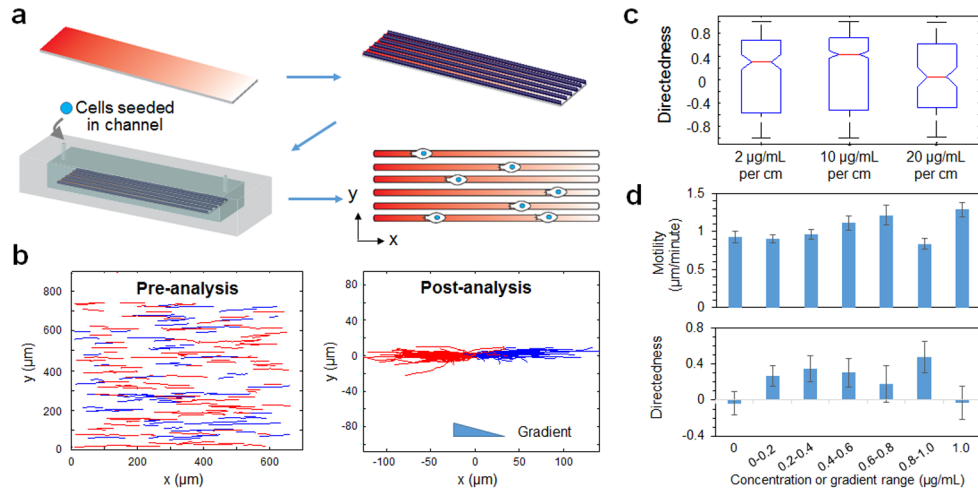 a
Cells seeded
in channel
y
x
b
Pre-analysis
y (µm)
800
600
400
200
0
0
200
400
600
x (µm)
Post-analysis
y (µm)
80
40
0
-40
-80
-100
-50
0
50
100
x (µm)
Gradient
c
Directedness
0.8
0.4
0
-0.4
-0.8
2 µg/mL
per cm
10 µg/mL
per cm
20 µg/mL
per cm
d
Motility
(µm/minute)
1.5
1
0.5
0
Directedness
0.8
0.4
0
-0.4
0
0-0.2
0.2-0.4
0.4-0.6
0.6-0.8
0.8-1.0
1.0
Concentration or gradient range (µg/mL)